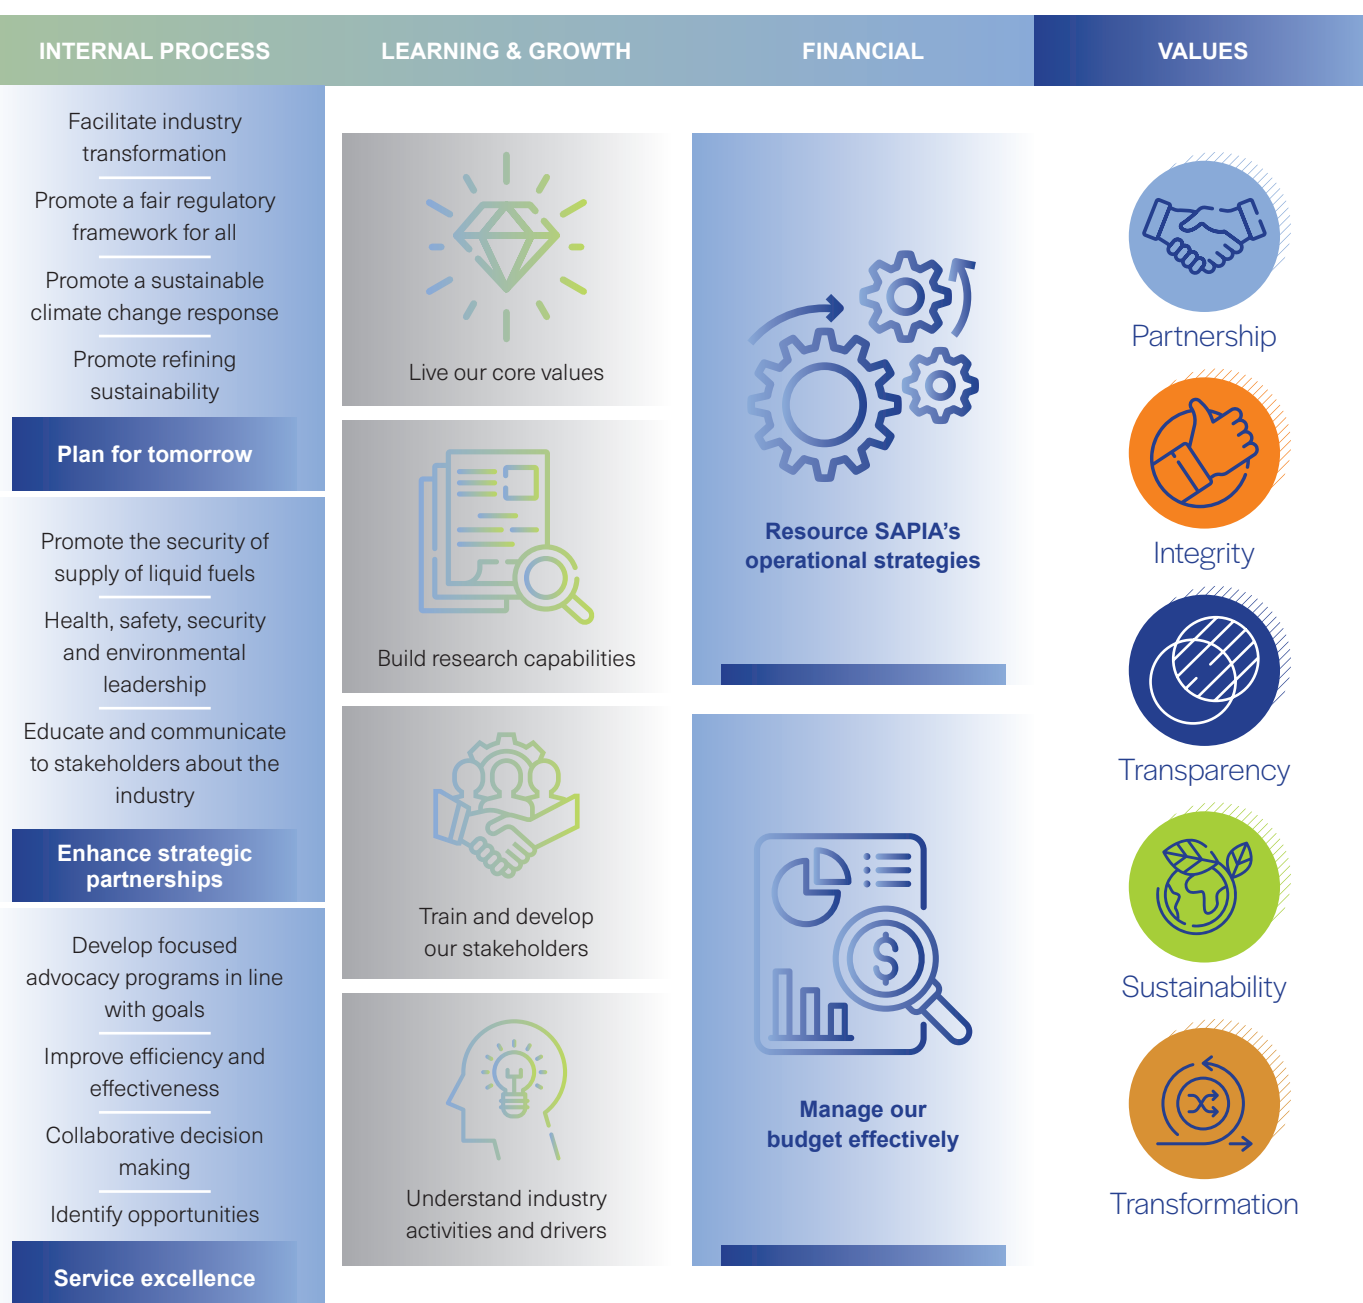 INTERNAL PROCESS
LEARNING & GROWTH
FINANCIAL
VALUES
Facilitate industry
transformation
Promote a fair regulatory
framework for all
Promote a sustainable
climate change response
Promote refining
sustainability
Plan for tomorrow
Promote the security of
supply of liquid fuels
Health, safety, security
and environmental
leadership
Educate and communicate
to stakeholders about the
industry
Enhance strategic
partnerships
Develop focused
advocacy programs in line
with goals
Improve efficiency and
effectiveness
Collaborative decision
making
Identify opportunities
Service excellence
Live our core values
Build research capabilities
Train and develop
our stakeholders
Understand industry
activities and drivers
Resource SAPIA’s
operational strategies
$
Manage our
budget effectively
Partnership
Integrity
Transparency
Sustainability
Transformation